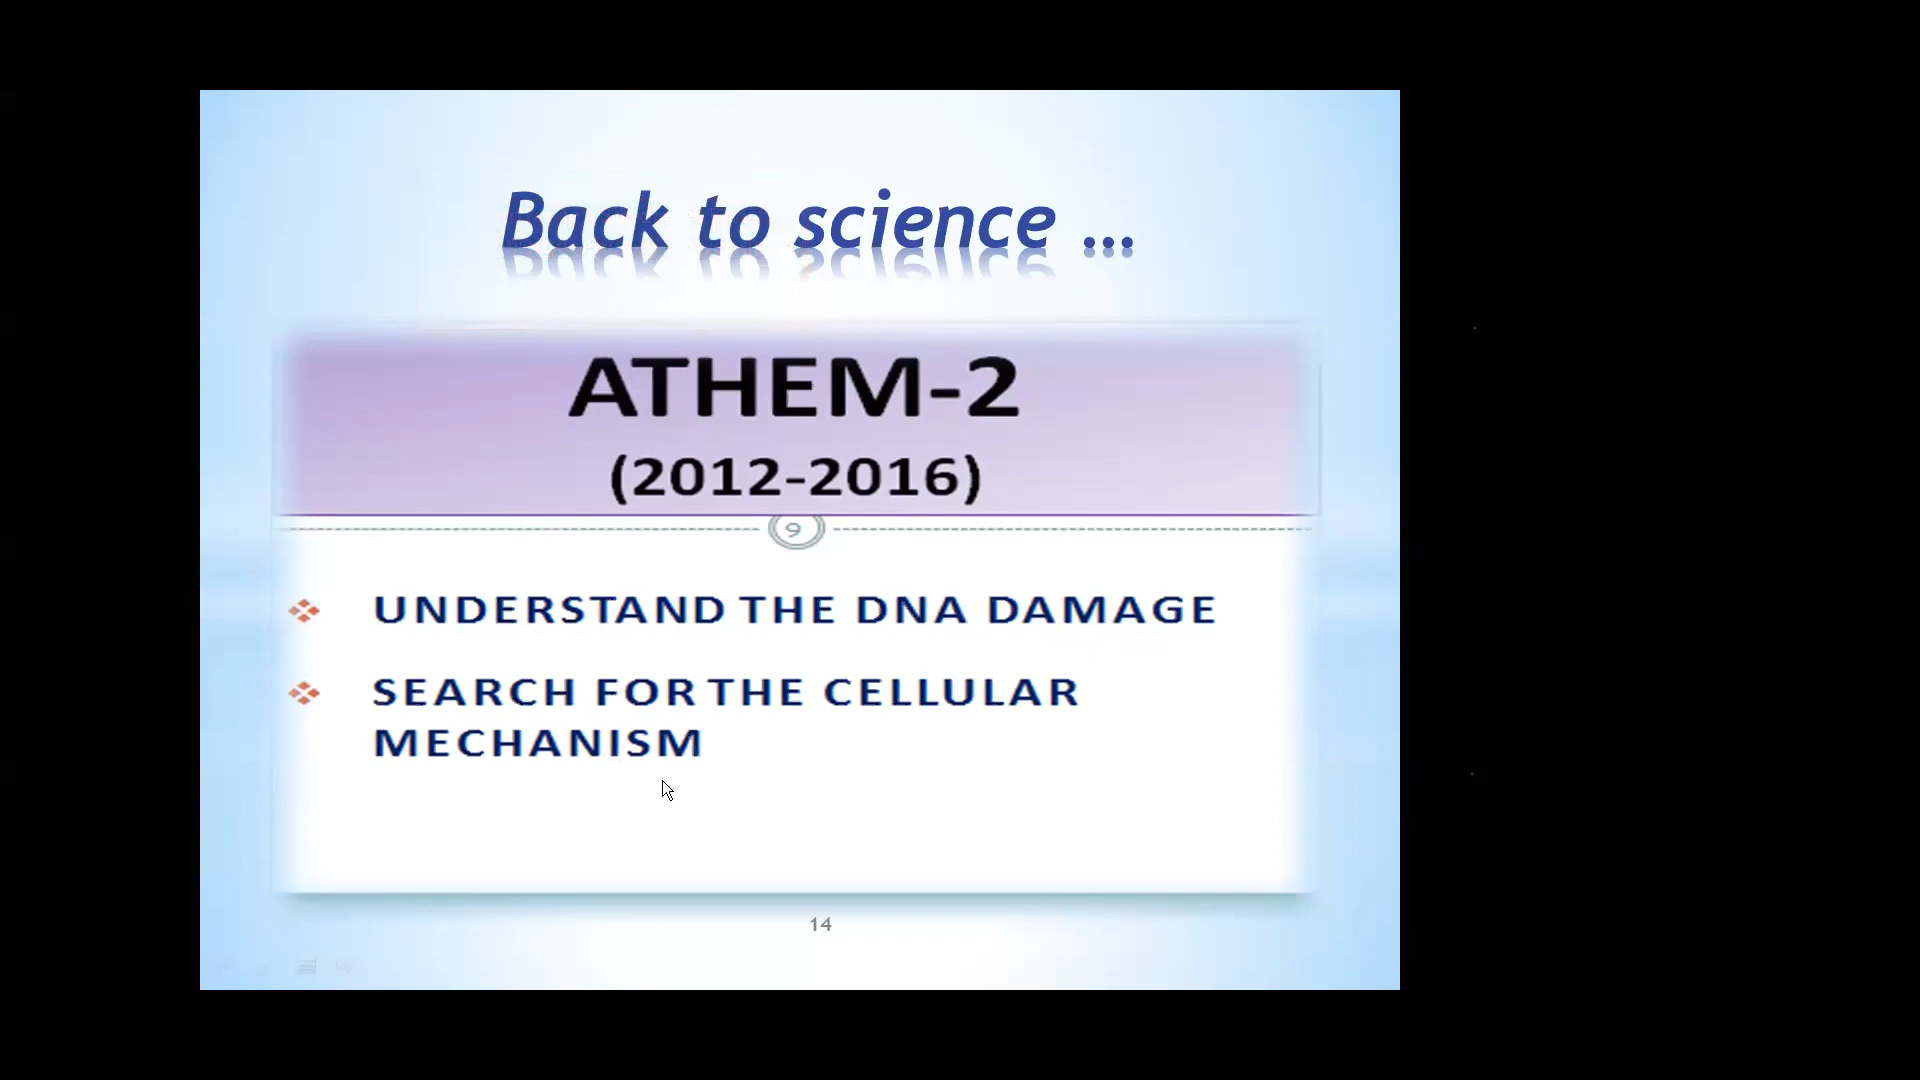 Back to science ...
ATHEM-2
(2012-2016)
9
UNDERSTAND THE DNA DAMAGE
SEARCH FOR THE CELLULAR
MECHANISM
14